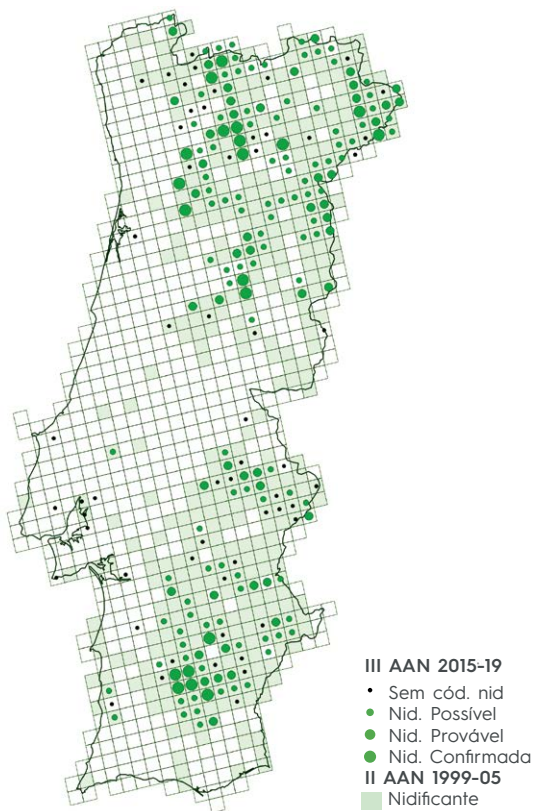 III AAN 2015-19
Sem cód. nid
Nid. Possível
Nid. Provável
Nid. Confirmada
II AAN 1999-05
Nidificante